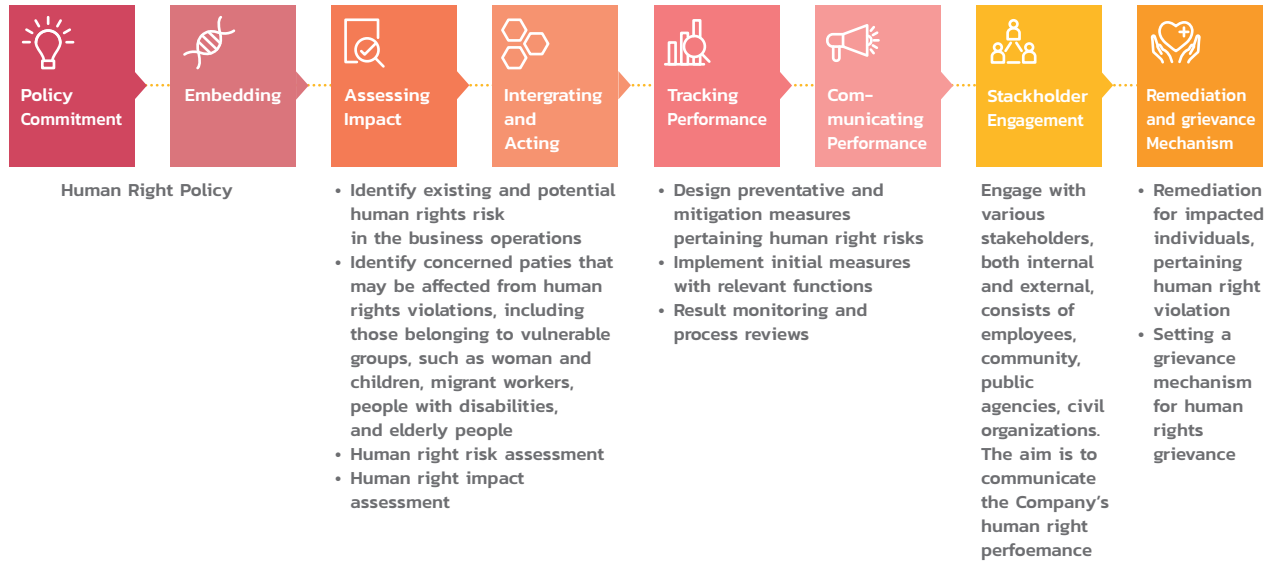 Policy
Commitment
Embedding
Assessing
Impact
Intergrating
and
Acting
Tracking
Performance
Com-
municating
Performance
Stackholder
Engagement
Remediation
and grievance
Mechanism
Human Right Policy
• Identify existing and potential
human rights risk
in the business operations
• Identify concerned paties that
may be affected from human
rights violations, including
those belonging to vulnerable
groups, such as woman and
children, migrant workers,
people with disabilities,
and elderly people
• Human right risk assessment
• Human right impact
assessment
• Design preventative and
mitigation measures
pertaining human right risks
• Implement initial measures
with relevant functions
• Result monitoring and
process reviews
Engage with
various
stakeholders,
both internal
and external,
consists of
employees,
community,
public
agencies, civil
organizations.
The aim is to
communicate
the Company's
human right
perfoemance
• Remediation
for impacted
individuals,
pertaining
human right
violation
• Setting a
grievance
mechanism
for human
rights
grievance